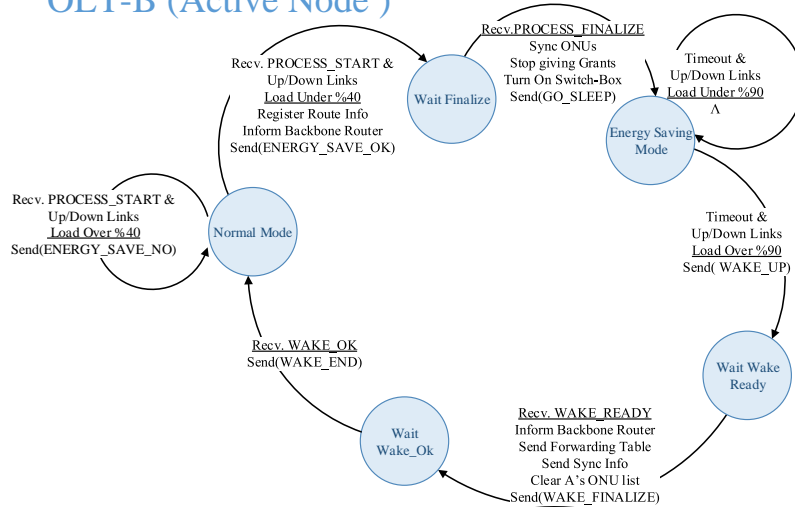 OLT-B (Active Node )
Recv. PROCESS_START &
Up/Down Links
Load Under %40
Register Route Info
Inform Backbone Router
Send(ENERGY_SAVE_OK)
Wait Finalize
Recv.PROCESS_FINALIZE
Sync ONUs
Stop giving Grants
Turn On Switch-Box
Send(GO_SLEEP)
Timeout &
Up/Down Links
Load Under %90
Λ
Energy Saving
Mode
Recv. PROCESS_START &
Up/Down Links
Load Over %40
Send(ENERGY_SAVE_NO)
Normal Mode
Timeout &
Up/Down Links
Load Over %90
Send( WAKE_UP)
Recv. WAKE_OK
Send(WAKE_END)
Wait Wake
Ready
Wait
Wake_Ok
Recv. WAKE_READY
Inform Backbone Router
Send Forwarding Table
Send Sync Info
Clear A's ONU list
Send(WAKE_FINALIZE)